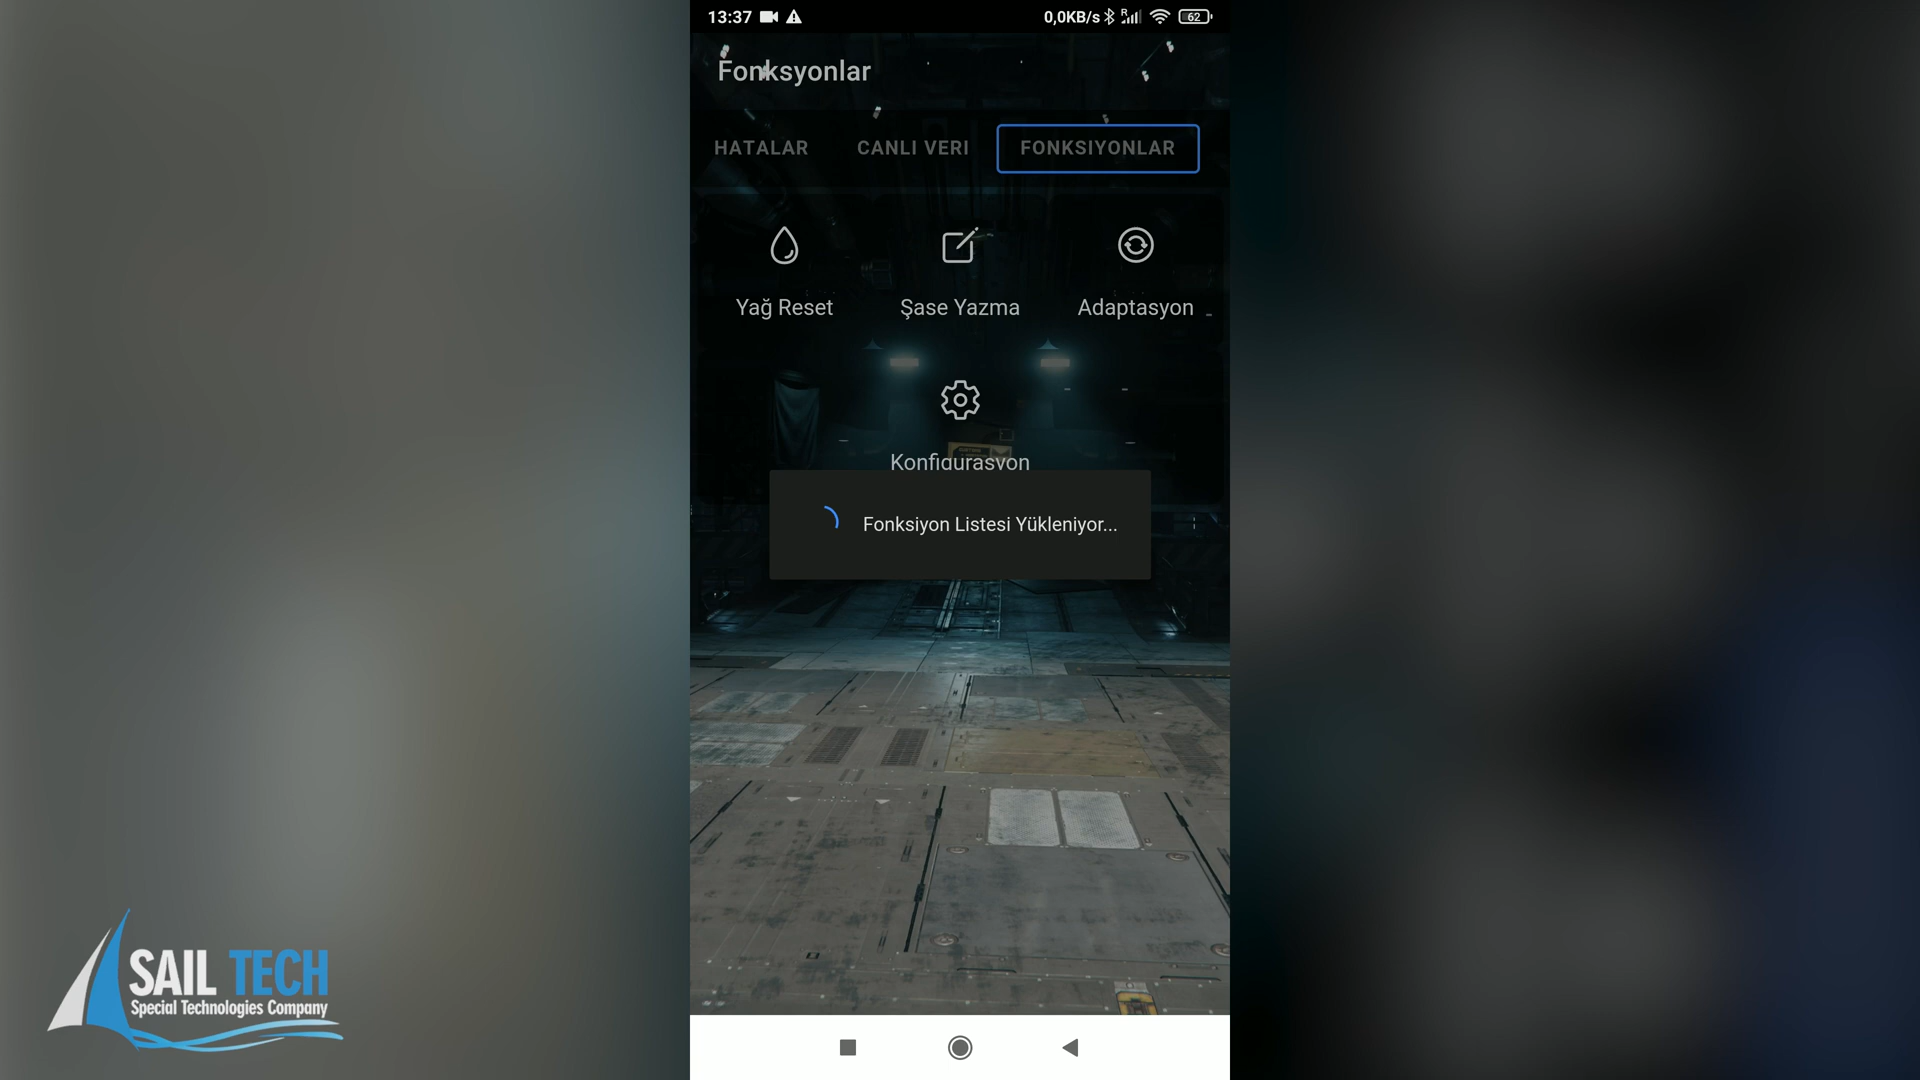 13:37
0,0KB/s
R
62
Fonksyonlar
HATALAR
CANLI VERI
FONKSIYONLAR
Yağ Reset
Şase Yazma
Adaptasyon
Konfigurasyon
Fonksiyon Listesi Yükleniyor...
SAIL TECH
Special Technologies Company